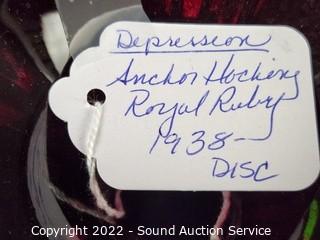 Depression
Anchor Hocking
Royal Ruby
1938-
DISC
Copyright 2022 - Sound Auction Service